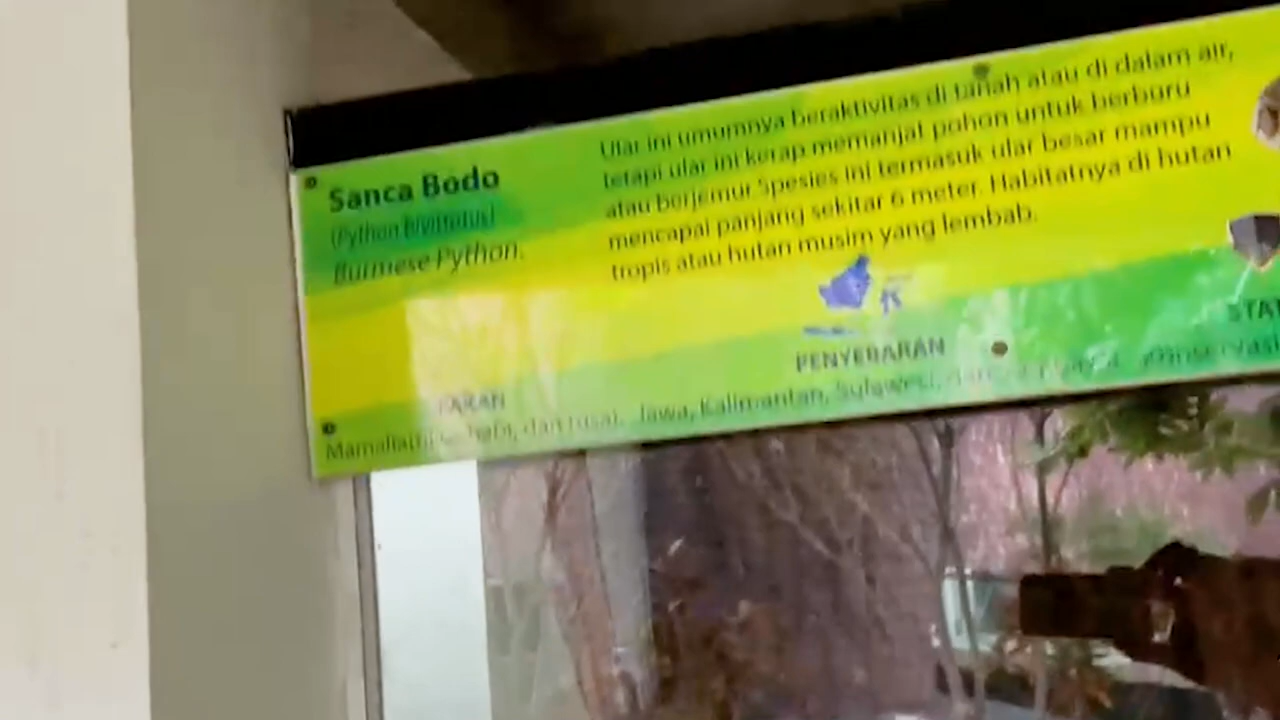 Sanca Bodo
(Python bivittatus)
Burmese Python.
Ular ini umumnya beraktivitas di tanah atau di dalam air,
tetapi ular ini kerap memanjat pohon untuk berburu
atau berjemur Spesies ini termasuk ular besar mampu
mencapai panjang sekitar 6 meter. Habitatnya di hutan
tropis atau hutan musim yang lembab.
PENYEBARAN
Jawa, Kalimantan, Sulawesi,
dan rusa).